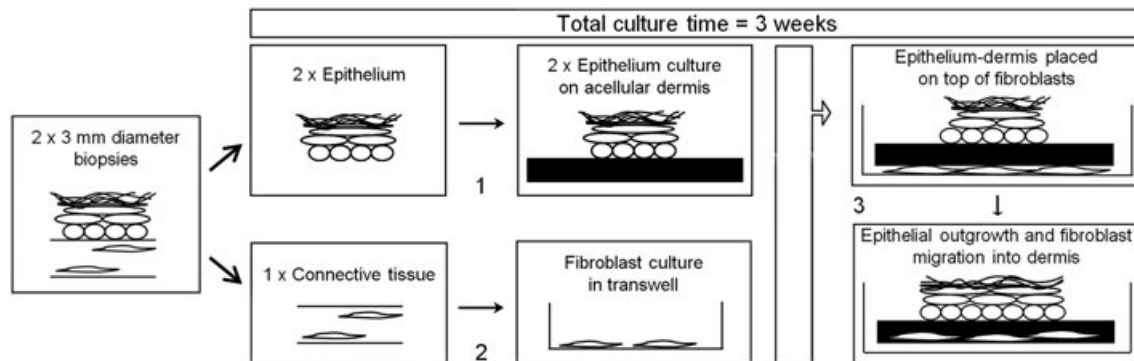 Total culture time = 3 weeks
2 x 3 mm diameter
biopsies
2 x Epithelium
1
2 x Epithelium culture
on acellular dermis
1 x Connective tissue
2
Fibroblast culture
in transwell
Epithelium-dermis placed
on top of fibroblasts
3
Epithelial outgrowth and fibroblast
migration into dermis